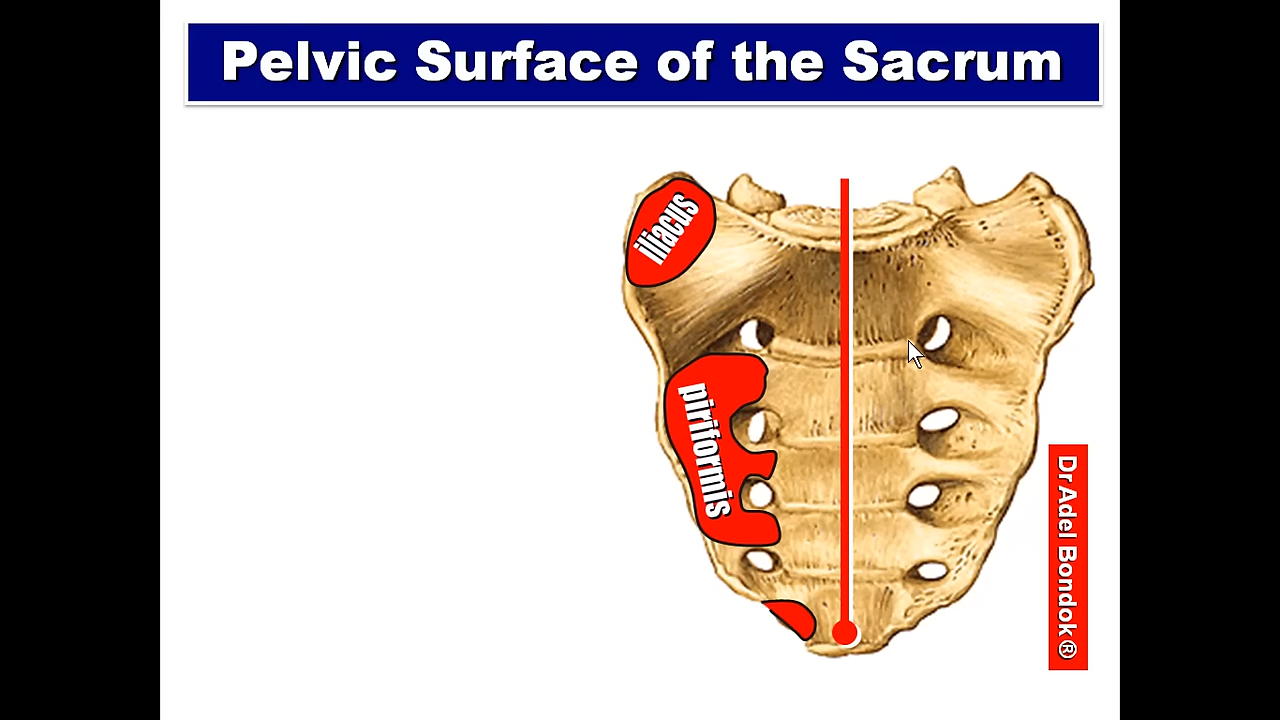 Pelvic Surface of the Sacrum
iliacus
piriformis
Dr Adel Bondok®